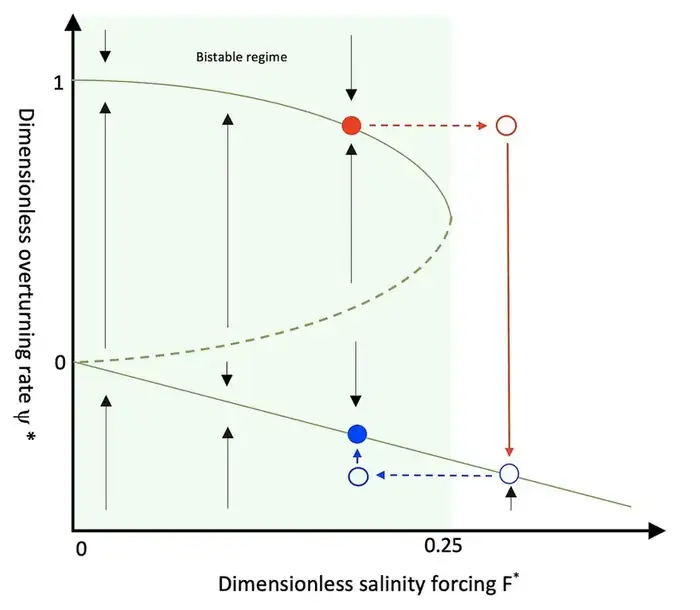 Bistable regime
1
0
Dimensionless overturning rate ψ*
0
0.25
Dimensionless salinity forcing F*